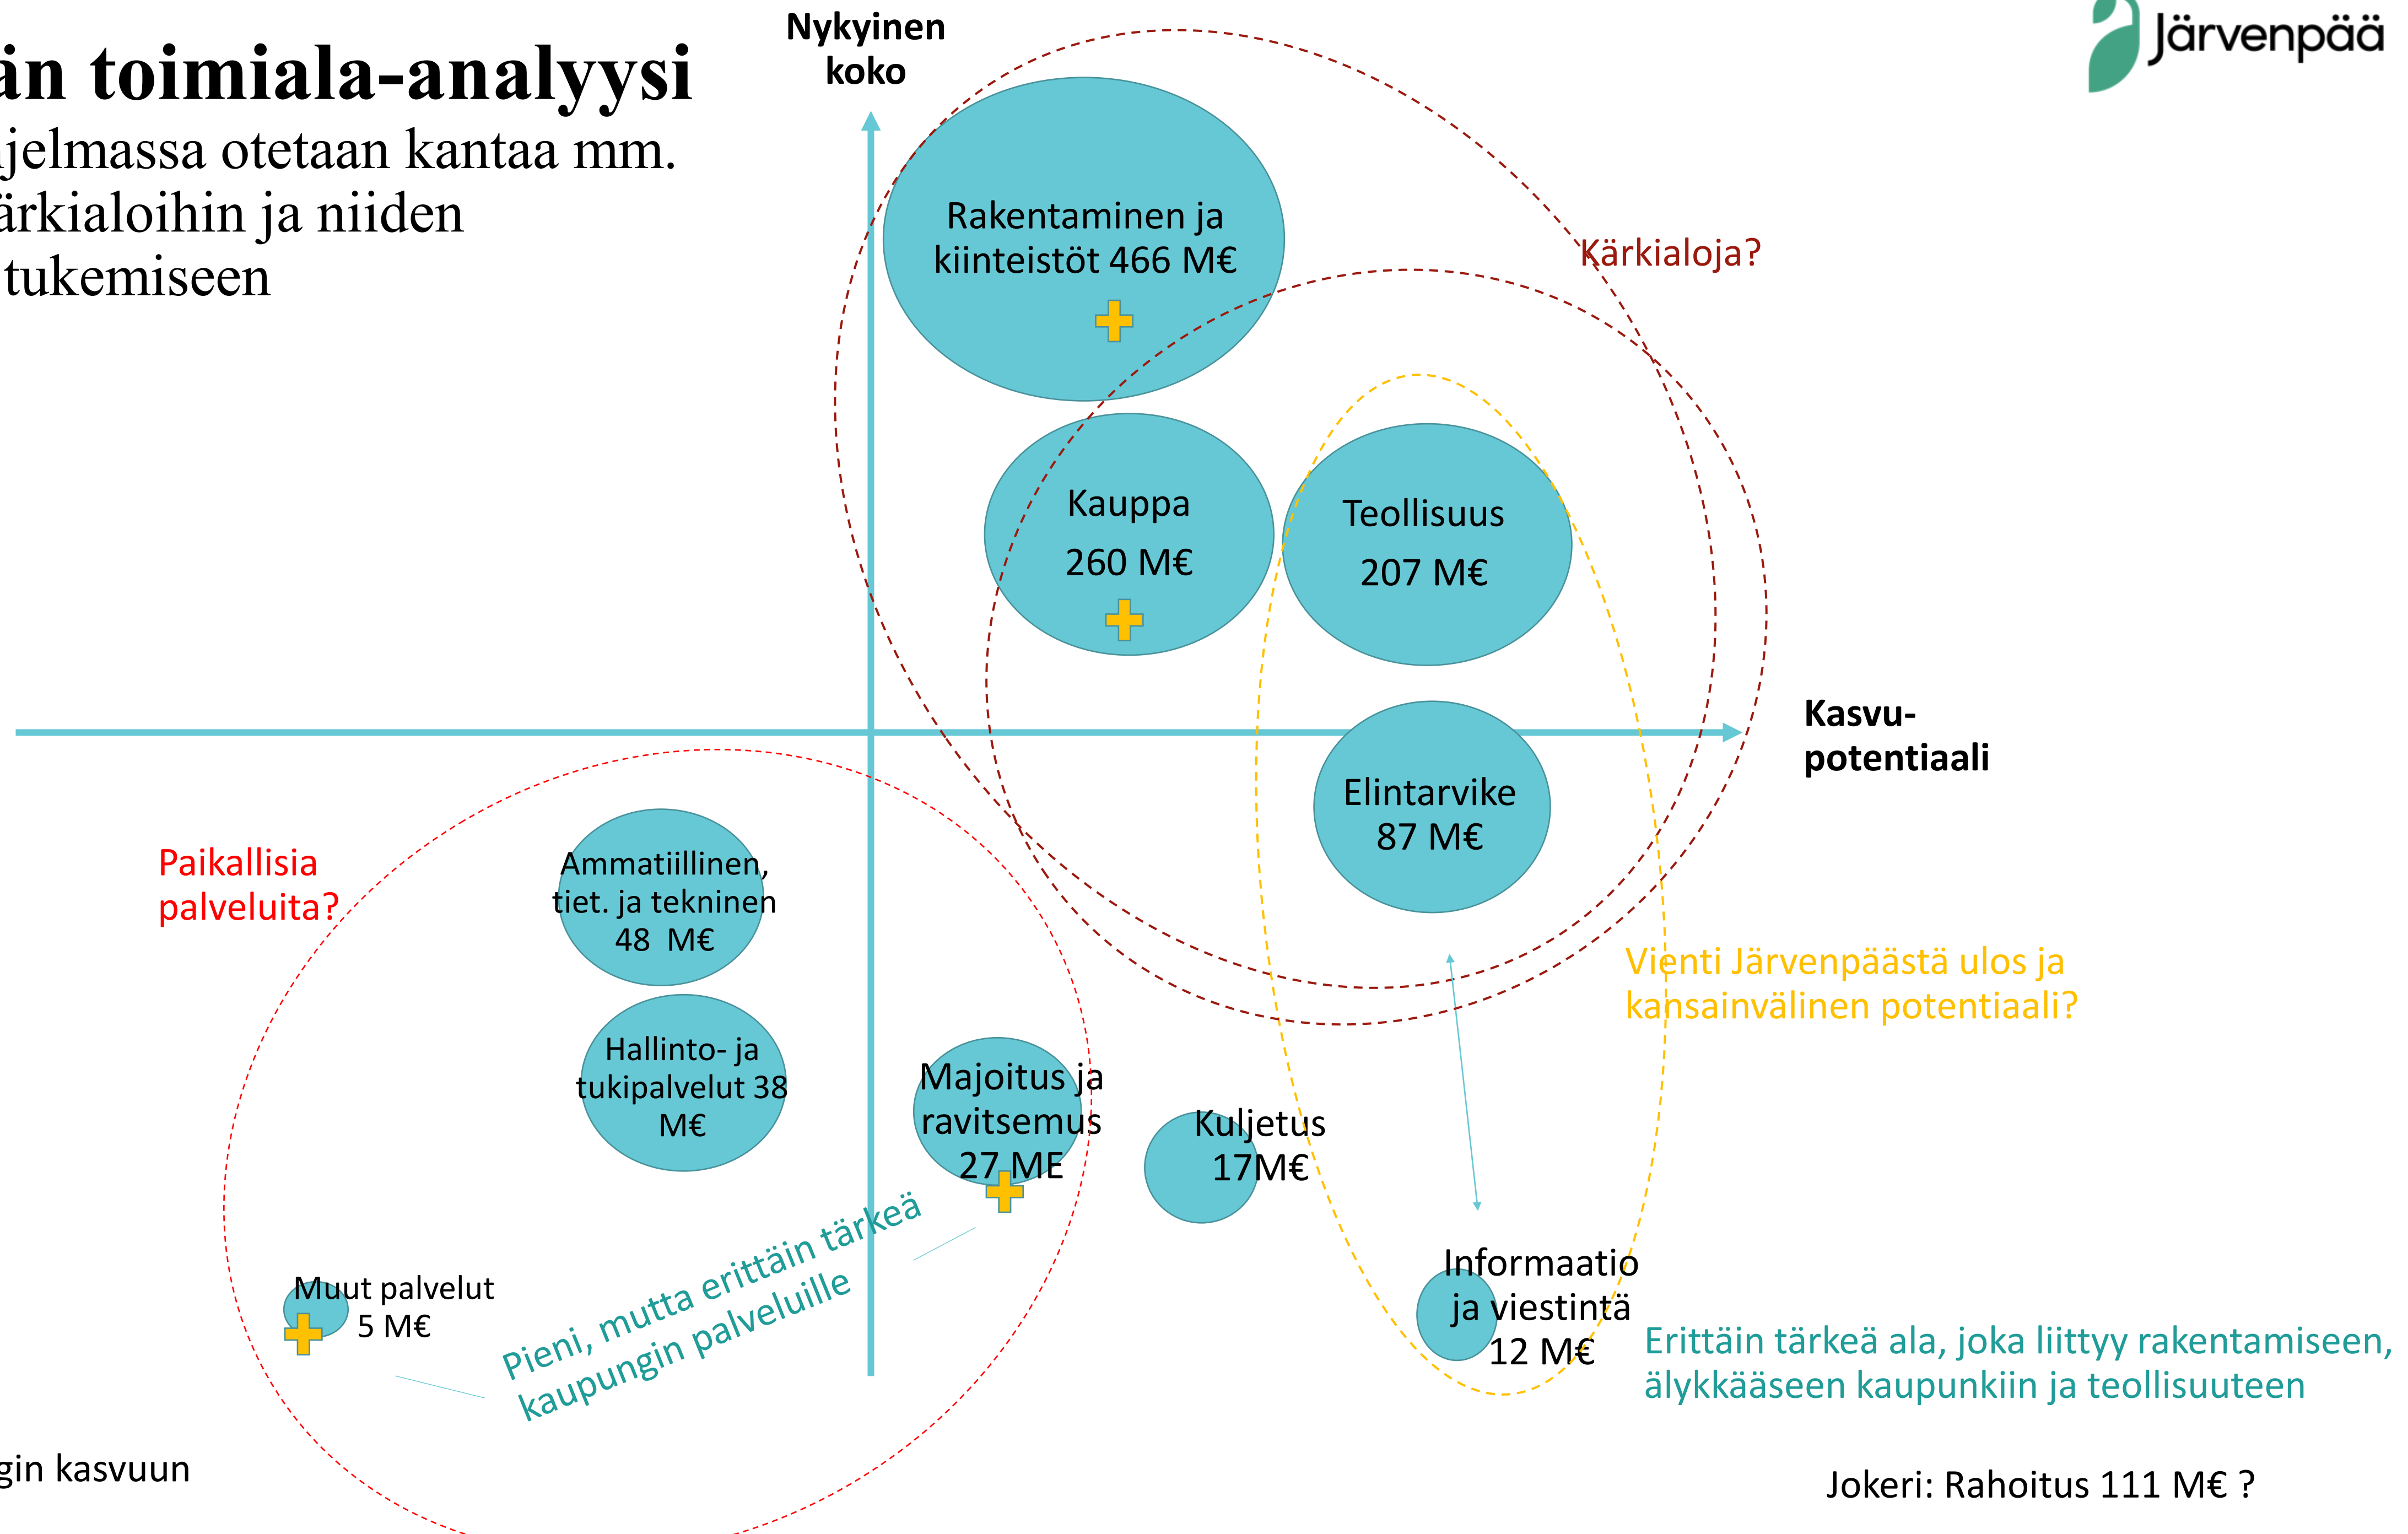 än toimiala-analyysi
jelmassa otetaan kantaa mm.
ärkialoihin ja niiden
tukemiseen
Nykyinen
koko
Järvenpää
Rakentaminen ja
kiinteistöt 466 M€
Kärkialoja?
Kauppa
260 M€
Teollisuus
207 M€
Kasvu-
potentiaali
Elintarvike
87 M€
Paikallisia
palveluita?
Ammatiillinen,
tiet. ja tekninen
48 M€
Vienti Järvenpäästä ulos ja
kansainvälinen potentiaali?
Hallinto- ja
tukipalvelut 38
M€
Majoitus ja
ravitsemus
27 ME
Kuljetus
17M€
Pieni, mutta erittäin tärkeä
kaupungin palveluille
Muut palvelut
5 M€
Informaatio
ja viestintä
12 M€
Erittäin tärkeä ala, joka liittyy rakentamiseen,
älykkääseen kaupunkiin ja teollisuuteen
gin kasvuun
Jokeri: Rahoitus 111 M€ ?